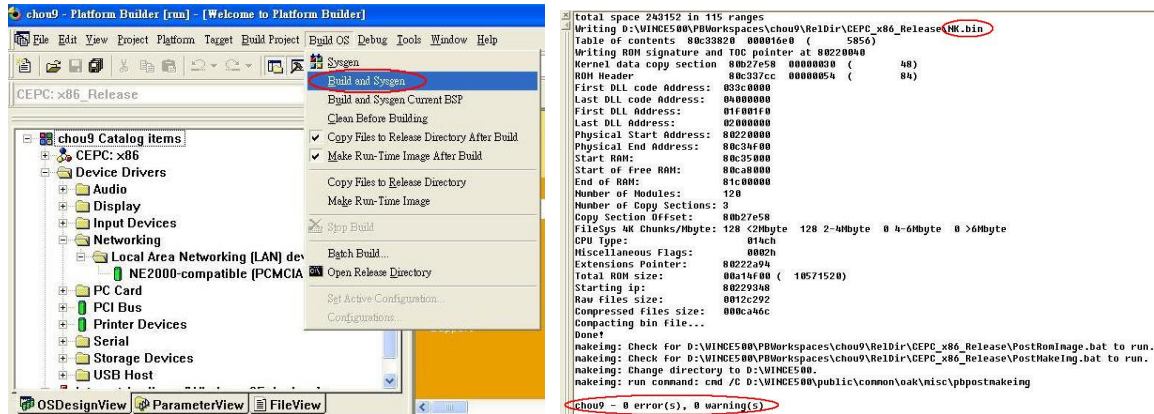 chou9 - Platform Builder [run] - [Welcome to Platform Builder]
File Edit View Project Platform Target Build Project Build OS Debug Tools Window Help
CEPC: x86_Release
chou9 Catalog items
CEPC: x86
Device Drivers
Audio
Display
Input Devices
Networking
Local Area Networking (LAN) dev
NE2000-compatible (PCMCIA
PC Card
PCI Bus
Printer Devices
Serial
Storage Devices
USB Host
OSDesignView ParameterView FileView
Sysgen
Build and Sysgen
Build and Sysgen Current BSP
Clean Before Building
Copy Files to Release Directory After Build
Make Run-Time Image After Build
Copy Files to Release Directory
Make Run-Time Image
Stop Build
Batch Build...
Open Release Directory
Set Active Configuration...
Configurations...
total space 243152 in 115 ranges
Writing D:\WINCE500\PBWorkspaces\chou9\RelDir\CEPC_x86_Release\NK.bin
Table of contents 80c33820 000016e0 ( 5856)
Writing ROM signature and TOC pointer at 80220040
Kernel data copy section 80b27e58 00000030 ( 48)
ROM Header 80c337cc 00000054 ( 84)
First DLL code Address: 033c0000
Last DLL code Address: 04000000
First DLL Address: 01f001f0
Last DLL Address: 02000000
Physical Start Address: 80220000
Physical End Address: 80c34f00
Start RAM: 80c35000
Start of free RAM: 80ca8000
End of RAM: 81c00000
Number of Modules: 120
Number of Copy Sections: 3
Copy Section Offset: 80b27e58
FileSys 4K Chunks/Mbyte: 128 <2Mbyte 128 2-4Mbyte 0 4-6Mbyte 0 >6Mbyte
CPU Type: 014ch
Miscellaneous Flags: 0002h
Extensions Pointer: 80222a94
Total ROM size: 00a14f00 ( 10571520)
Starting ip: 80229348
Raw files size: 0012c292
Compressed files size: 000ca46c
Compacting bin file...
Done!
makeimg: Check for D:\WINCE500\PBWorkspaces\chou9\RelDir\CEPC_x86_Release\PostRomImage.bat to run.
makeimg: Check for D:\WINCE500\PBWorkspaces\chou9\RelDir\CEPC_x86_Release\PostMakeImg.bat to run.
makeimg: Change directory to D:\WINCE500.
makeimg: run command: cmd /C D:\WINCE500\public\common\oak\misc\pbpostmakeimg
chou9 - 0 error(s), 0 warning(s)